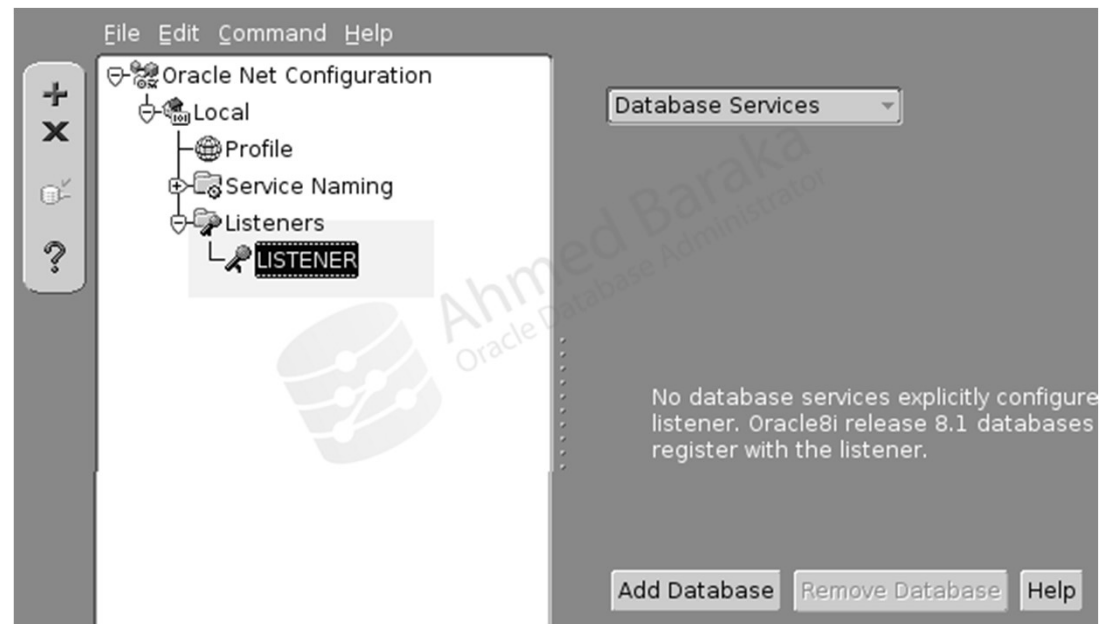 File Edit Command Help
Oracle Net Configuration
Local
Profile
Service Naming
Listeners
LISTENER
Database Services
Ahmed Baraka
Oracle Database Administrator
No database services explicitly configure
listener. Oracle8i release 8.1 databases
register with the listener.
Add Database Remove Database Help